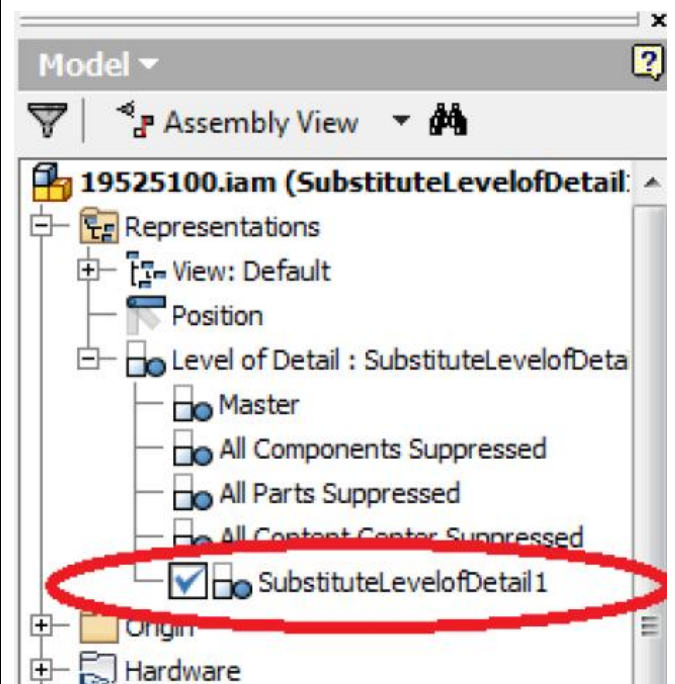 Model
Assembly View
19525100.iam (SubstituteLevelofDetail
Representations
View: Default
Position
Level of Detail : SubstituteLevelofDeta
Master
All Components Suppressed
All Parts Suppressed
All Content Center Suppressed
SubstituteLevelofDetail1
Origin
Hardware